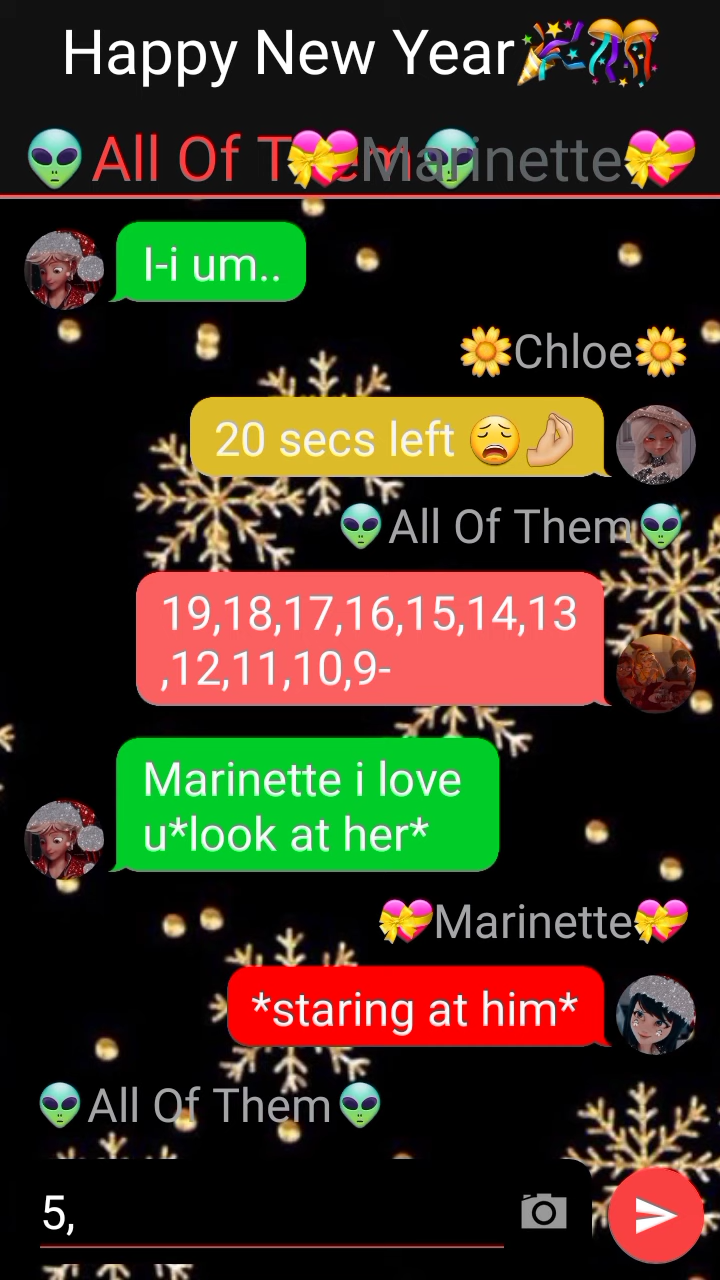 Happy New Year🎉🎊
👽All Of Them👽 💝Marinette💝
I-i um..
🌼Chloe🌼
20 secs left 😩🤌🏼
👽All Of Them👽
19,18,17,16,15,14,13
,12,11,10,9-
Marinette i love
u*look at her*
💝Marinette💝
*staring at him*
👽All Of Them👽
5,